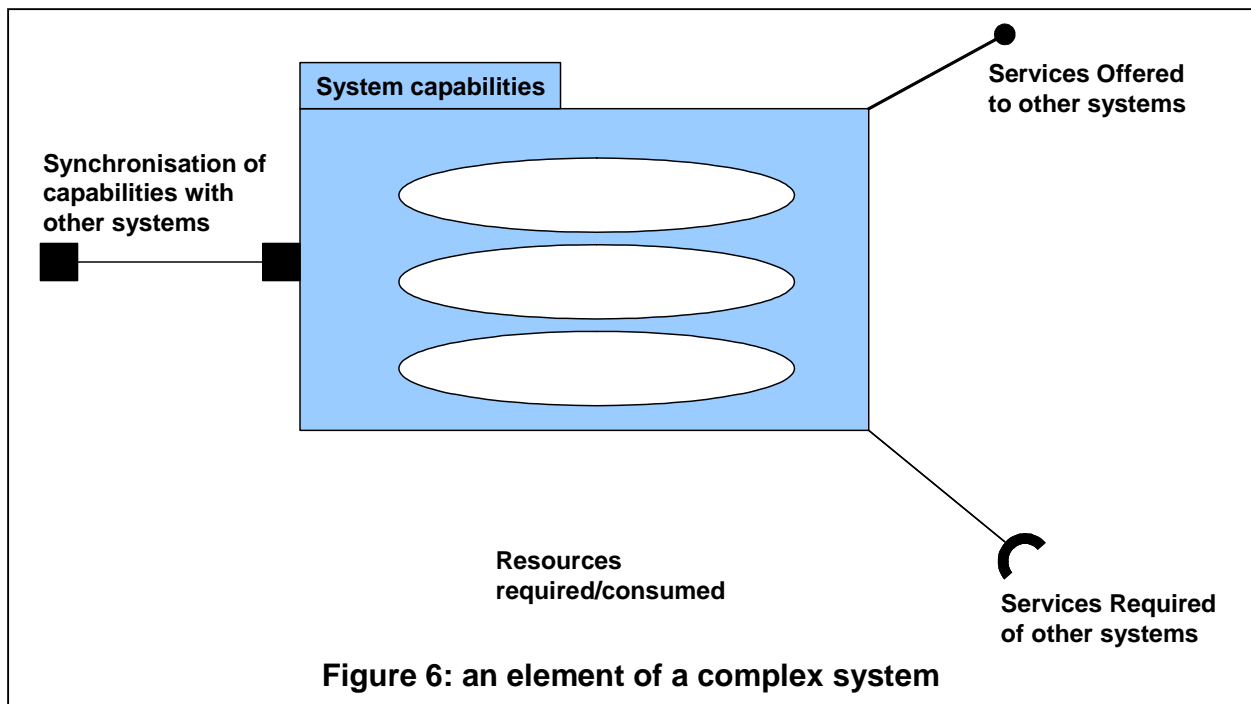 System capabilities
Services Offered
to other systems
Synchronisation of
capabilities with
other systems
Resources
required/consumed
Services Required
of other systems
Figure 6: an element of a complex system